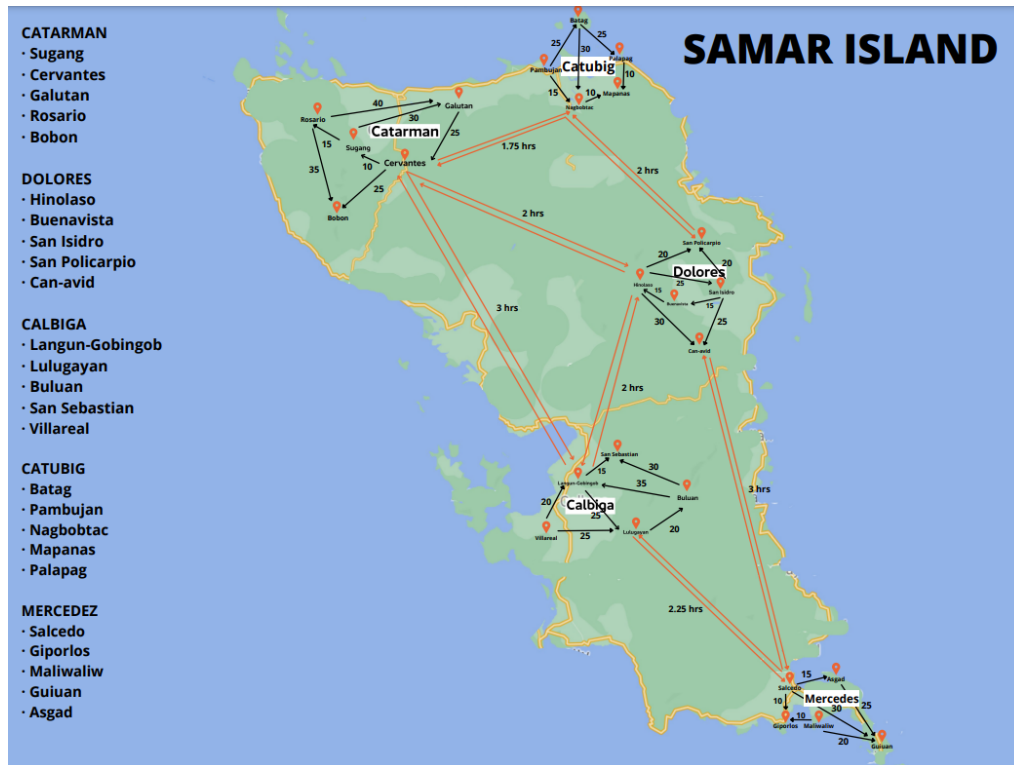 SAMAR ISLAND
CATARMAN
· Sugang
· Cervantes
· Galutan
· Rosario
· Bobon
DOLORES
· Hinolaso
· Buenavista
· San Isidro
· San Policarpio
· Can-avid
CALBIGA
· Langun-Gobingob
· Lulugayan
· Buluan
· San Sebastian
· Villareal
CATUBIG
· Batag
· Pambujan
· Nagbobtac
· Mapanas
· Palapag
MERCEDEZ
· Salcedo
· Giporlos
· Maliwaliw
· Guiuan
· Asgad
Batag
25
25
30
Palapag
Pambujan
Catubig
10
15
10
Mapanas
Nagbobtac
40
Galutan
Rosario
30
Catarman
25
15
Sugang
Cervantes
10
35
25
Bobon
1.75 hrs
2 hrs
2 hrs
San Policarpio
20
20
Dolores
Hinolaso
25
San Isidro
15
Buenavista
15
30
25
Can-avid
3 hrs
2 hrs
San Sebastian
15
30
Langun-Gobingob
35
Buluan
20
Calbiga
25
Villareal
25
Lulugayan
20
3 hrs
2.25 hrs
Salcedo
15
Asgad
10
Mercedes
30
25
Giporlos
10
Maliwaliw
20
Guiuan